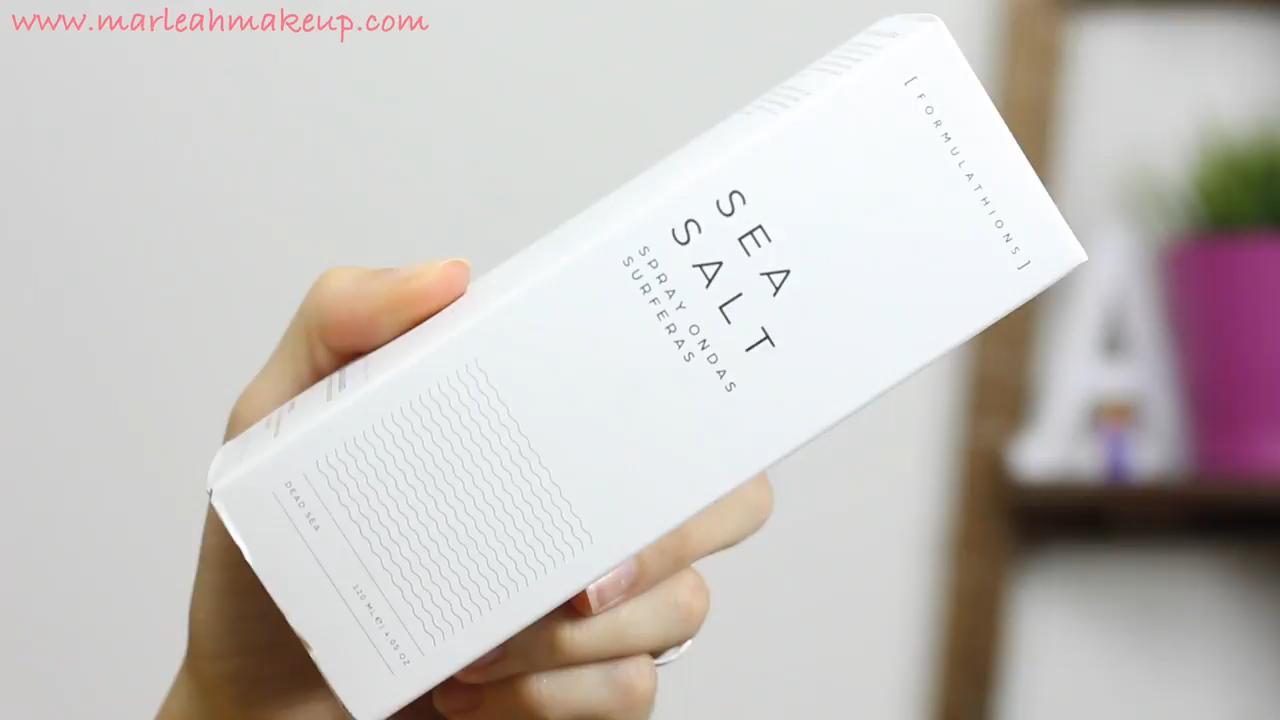 www.marleahmakeup.com
[ FORMULATHIONS ]
SEA
SALT
SPRAY ONDAS
SURFERAS
DEAD SEA
120 ML℮| 4.05 OZ